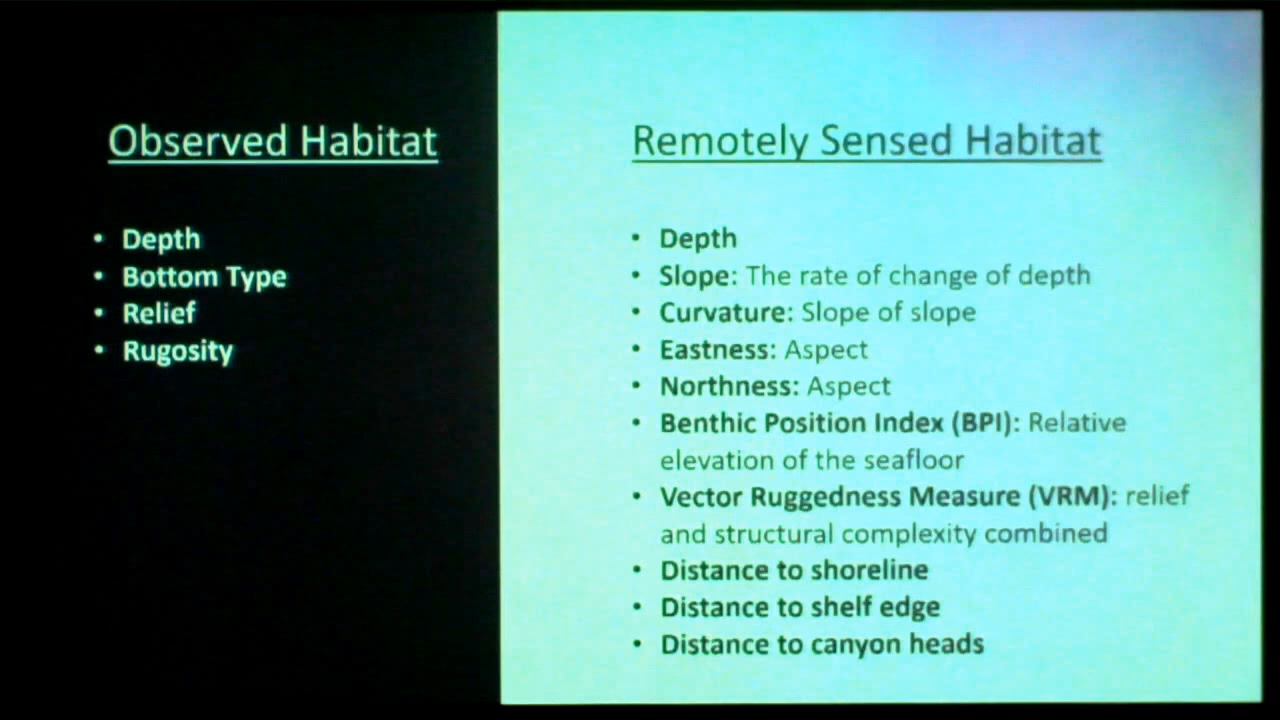 Observed Habitat
• Depth
• Bottom Type
• Relief
• Rugosity
Remotely Sensed Habitat
• Depth
• Slope: The rate of change of depth
• Curvature: Slope of slope
• Eastness: Aspect
• Northness: Aspect
• Benthic Position Index (BPI): Relative
elevation of the seafloor
• Vector Ruggedness Measure (VRM): relief
and structural complexity combined
• Distance to shoreline
• Distance to shelf edge
• Distance to canyon heads